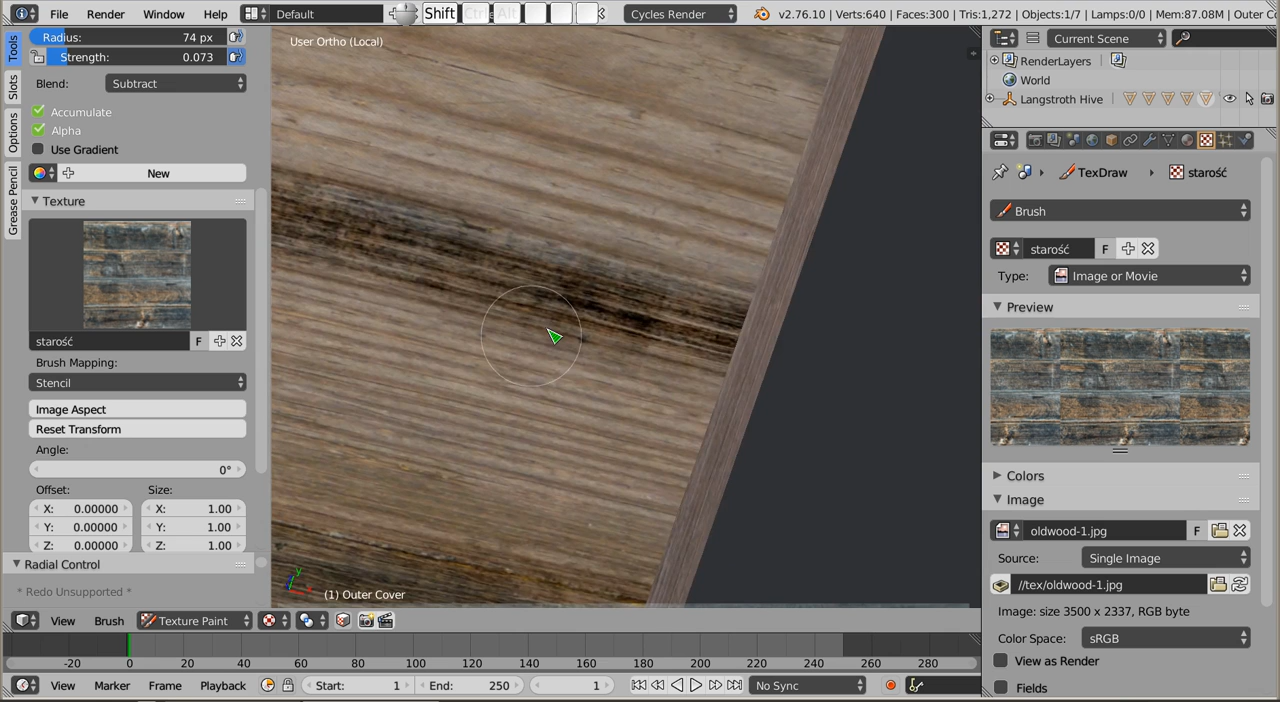 File Render Window Help Default Shift Ctrl Alt Cycles Render v2.76.10 | Verts:640 | Faces:300 | Tris:1,272 | Objects:1/7 | Lamps:0/0 | Mem:87.08M | Outer Co
Tools
Slots
Options
Grease Pencil
Radius: 74 px
Strength: 0.073
Blend: Subtract
Accumulate
Alpha
Use Gradient
New
Texture
starość F
Brush Mapping:
Stencil
Image Aspect
Reset Transform
Angle:
0°
Offset: Size:
X: 0.00000 X: 1.00
Y: 0.00000 Y: 1.00
Z: 0.00000 Z: 1.00
Radial Control
* Redo Unsupported *
User Ortho (Local)
y
(1) Outer Cover
View Brush Texture Paint
-20 0 20 40 60 80 100 120 140 160 180 200 220 240 260 280
View Marker Frame Playback Start: 1 End: 250 1 No Sync
Current Scene
RenderLayers
World
Langstroth Hive
TexDraw starość
Brush
starość F
Type: Image or Movie
Preview
Colors
Image
oldwood-1.jpg F
Source: Single Image
//tex/oldwood-1.jpg
Image: size 3500 x 2337, RGB byte
Color Space: sRGB
View as Render
Fields